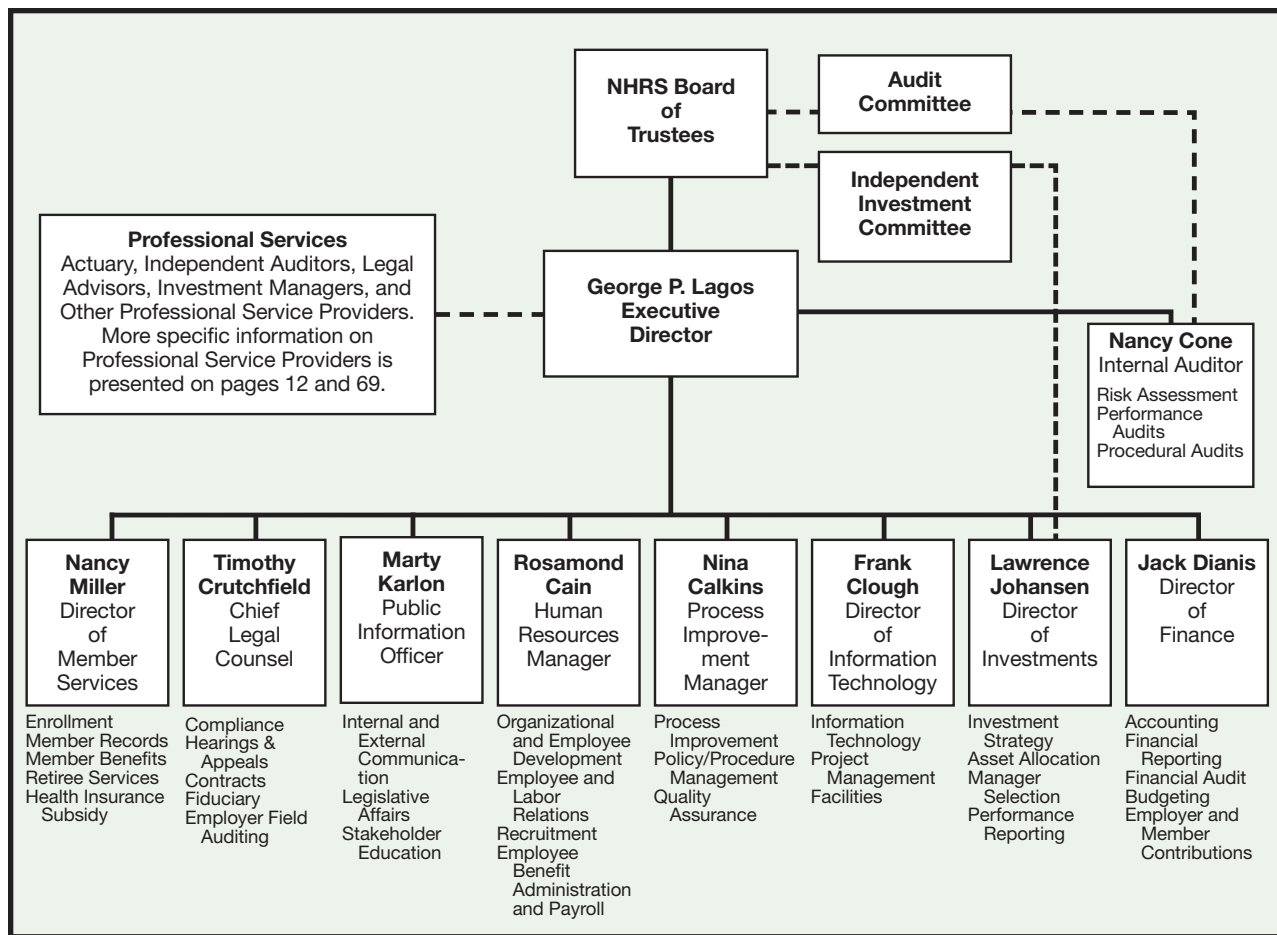 NHRS Board
of
Trustees
Audit
Committee
Independent
Investment
Committee
Professional Services
Actuary, Independent Auditors, Legal
Advisors, Investment Managers, and
Other Professional Service Providers.
More specific information on
Professional Service Providers is
presented on pages 12 and 69.
George P. Lagos
Executive
Director
Nancy Cone
Internal Auditor
Risk Assessment
Performance
Audits
Procedural Audits
Nancy
Miller
Director
of
Member
Services
Enrollment
Member Records
Member Benefits
Retiree Services
Health Insurance
Subsidy
Timothy
Crutchfield
Chief
Legal
Counsel
Compliance
Hearings &
Appeals
Contracts
Fiduciary
Employer Field
Auditing
Marty
Karlon
Public
Information
Officer
Internal and
External
Communica-
tion
Legislative
Affairs
Stakeholder
Education
Rosamond
Cain
Human
Resources
Manager
Organizational
and Employee
Development
Employee and
Labor
Relations
Recruitment
Employee
Benefit
Administration
and Payroll
Nina
Calkins
Process
Improve-
ment
Manager
Process
Improvement
Policy/Procedure
Management
Quality
Assurance
Frank
Clough
Director
of
Information
Technology
Information
Technology
Project
Management
Facilities
Lawrence
Johansen
Director
of
Investments
Investment
Strategy
Asset Allocation
Manager
Selection
Performance
Reporting
Jack Dianis
Director
of
Finance
Accounting
Financial
Reporting
Financial Audit
Budgeting
Employer and
Member
Contributions